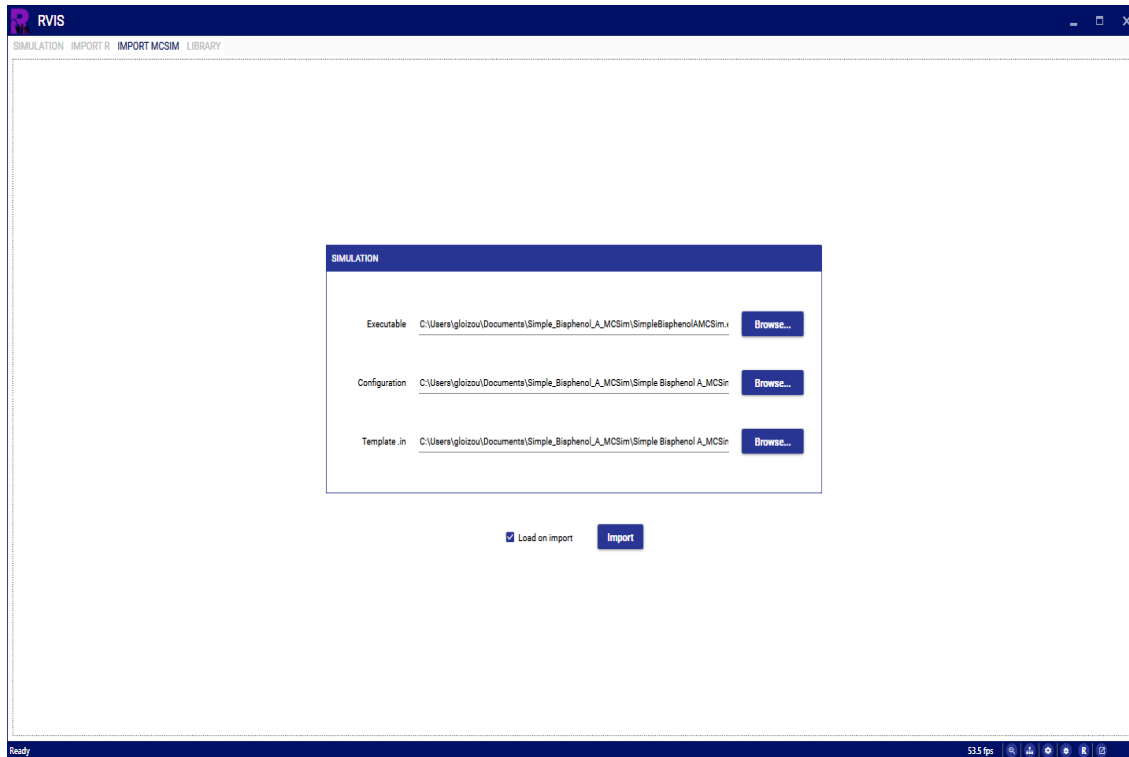 RVIS
SIMULATION IMPORT R IMPORT MCSIM LIBRARY
SIMULATION
Executable C:\Users\gloizou\Documents\Simple_Bisphenol_A_MCSim\SimpleBisphenolAMCSim.e Browse...
Configuration C:\Users\gloizou\Documents\Simple_Bisphenol_A_MCSim\Simple Bisphenol A_MCSin Browse...
Template .in C:\Users\gloizou\Documents\Simple_Bisphenol_A_MCSim\Simple Bisphenol A_MCSin Browse...
Load on import Import
Ready 53.5 fps R